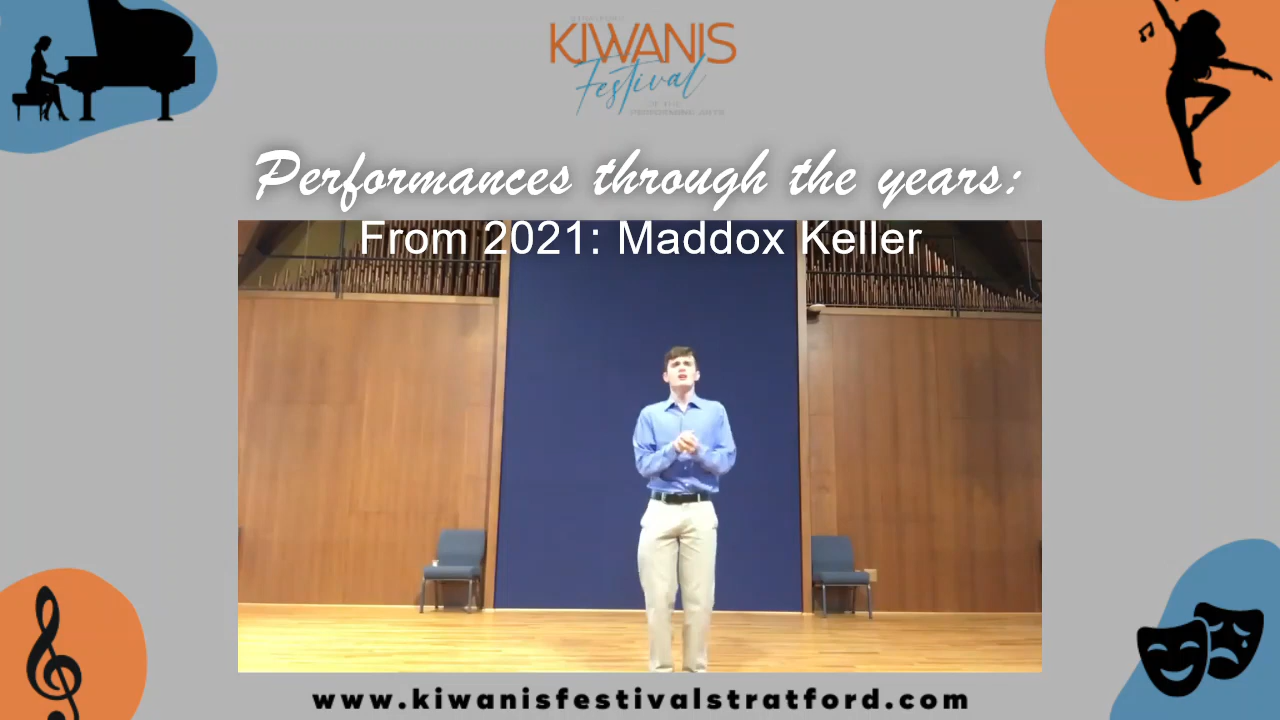 KIWANIS
Festival
Performances through the years:
From 2021: Maddox Keller
www.kiwanisfestivalstratford.com